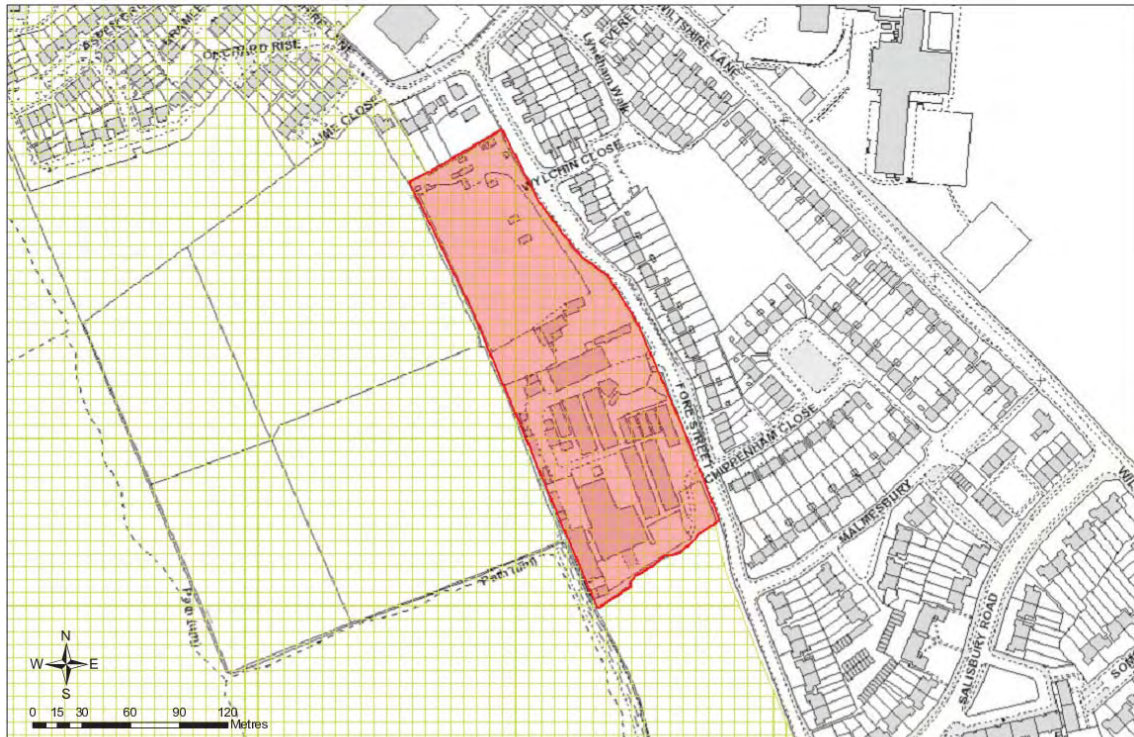 ORCHARD RISE
LIME CLOSE
Lyneham Walk
WILTSHIRE LANE
WYLCHIN CLOSE
FORE STREET
CHIPPENHAM CLOSE
MALMESBURY
SALISBURY ROAD
Path (um)
Path (um)
N
W E
S
0 15 30 60 90 120
Metres